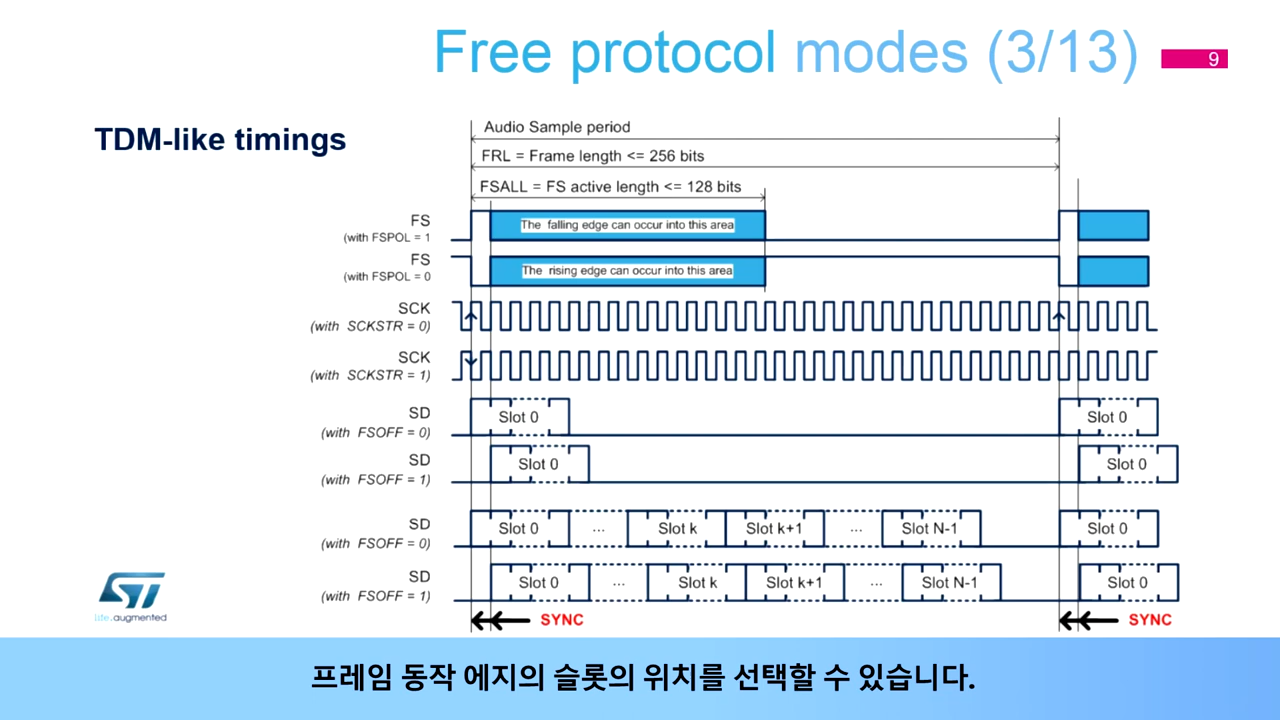 Free protocol modes (3/13)
9
TDM-like timings
Audio Sample period
FRL = Frame length <= 256 bits
FSALL = FS active length <= 128 bits
FS
(with FSPOL = 1
The falling edge can occur into this area
FS
(with FSPOL = 0
The rising edge can occur into this area
SCK
(with SCKSTR = 0)
SCK
(with SCKSTR = 1)
SD
(with FSOFF = 0)
Slot 0 Slot 0
SD
(with FSOFF = 1)
Slot 0 Slot 0
SD
(with FSOFF = 0)
Slot 0 ... Slot k Slot k+1 ... Slot N-1 Slot 0
SD
(with FSOFF = 1)
Slot 0 ... Slot k Slot k+1 ... Slot N-1 Slot 0
SYNC SYNC
ST
life.augmented
프레임 동작 에지의 슬롯의 위치를 선택할 수 있습니다.